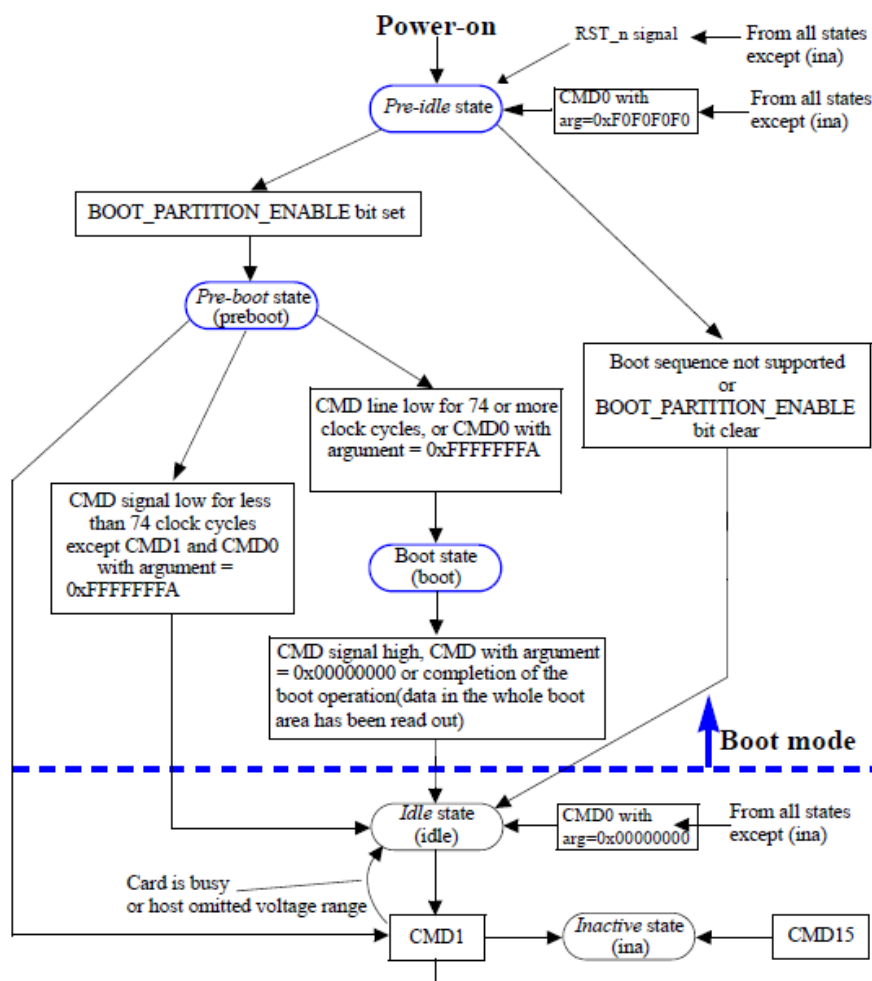 Power-on
RST_n signal
From all states
except (ina)
Pre-idle state
CMD0 with
arg=0xF0F0F0F0
From all states
except (ina)
BOOT_PARTITION_ENABLE bit set
Pre-boot state
(preboot)
Boot sequence not supported
or
BOOT_PARTITION_ENABLE
bit clear
CMD line low for 74 or more
clock cycles, or CMD0 with
argument = 0xFFFFFFFA
CMD signal low for less
than 74 clock cycles
except CMD1 and CMD0
with argument =
0xFFFFFFFA
Boot state
(boot)
CMD signal high, CMD with argument
= 0x00000000 or completion of the
boot operation(data in the whole boot
area has been read out)
Boot mode
Idle state
(idle)
CMD0 with
arg=0x00000000
From all states
except (ina)
Card is busy
or host omitted voltage range
CMD1
Inactive state
(ina)
CMD15